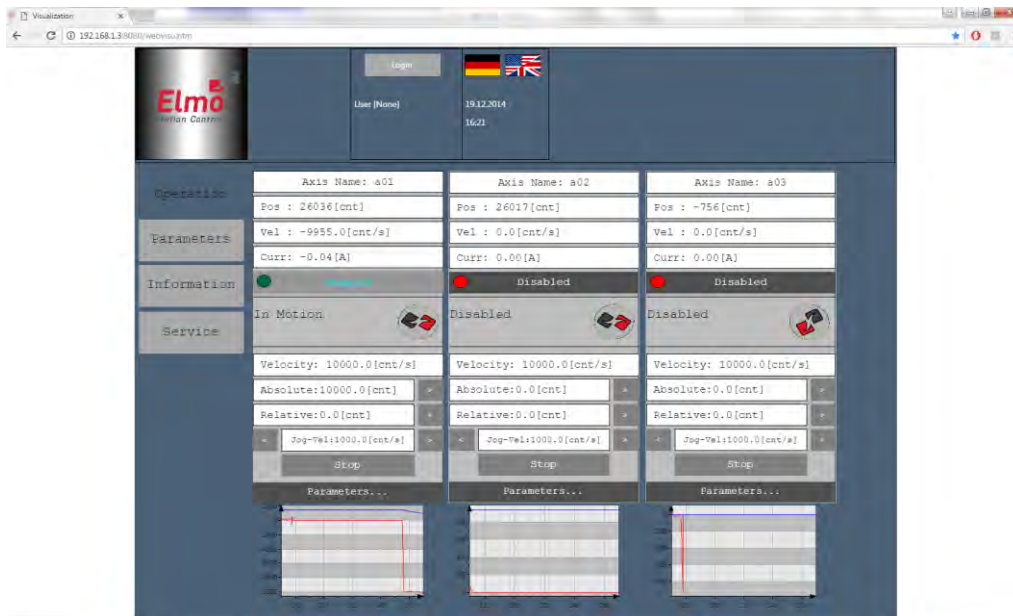 Visualization
192.168.1.3:8080/webvisu.htm
Login
User [None]
19.12.2014
16:21
Elmo
Motion Control
Operation
Parameters
Information
Service
Axis Name: a01
Pos : 26036[cnt]
Vel : -9955.0[cnt/s]
Curr: -0.04[A]
In Motion
Velocity: 10000.0[cnt/s]
Absolute:10000.0[cnt]
>
Relative:0.0[cnt]
>
<
Jog-Vel:1000.0[cnt/s]
>
Stop
Parameters...
Axis Name: a02
Pos : 26017[cnt]
Vel : 0.0[cnt/s]
Curr: 0.00[A]
Disabled
Disabled
Velocity: 10000.0[cnt/s]
Absolute:0.0[cnt]
>
Relative:0.0[cnt]
>
<
Jog-Vel:1000.0[cnt/s]
>
Stop
Parameters...
Axis Name: a03
Pos : -756[cnt]
Vel : 0.0[cnt/s]
Curr: 0.00[A]
Disabled
Disabled
Velocity: 10000.0[cnt/s]
Absolute:0.0[cnt]
>
Relative:0.0[cnt]
>
<
Jog-Vel:1000.0[cnt/s]
>
Stop
Parameters...